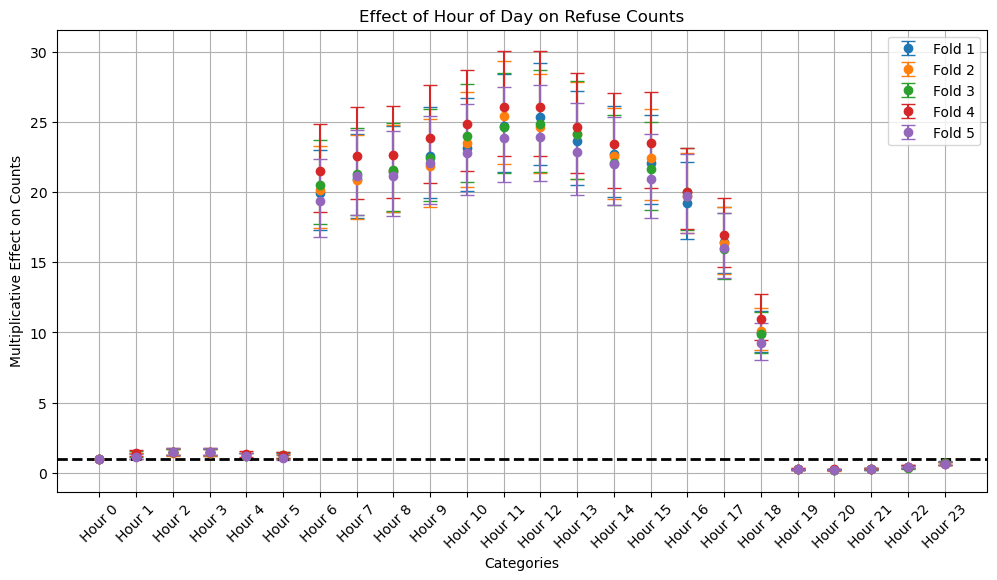 Effect of Hour of Day on Refuse Counts
Multiplicative Effect on Counts
30
25
20
15
10
5
0
Fold 1
Fold 2
Fold 3
Fold 4
Fold 5
Hour 0
Hour 1
Hour 2
Hour 3
Hour 4
Hour 5
Hour 6
Hour 7
Hour 8
Hour 9
Hour 10
Hour 11
Hour 12
Hour 13
Hour 14
Hour 15
Hour 16
Hour 17
Hour 18
Hour 19
Hour 20
Hour 21
Hour 22
Hour 23
Categories